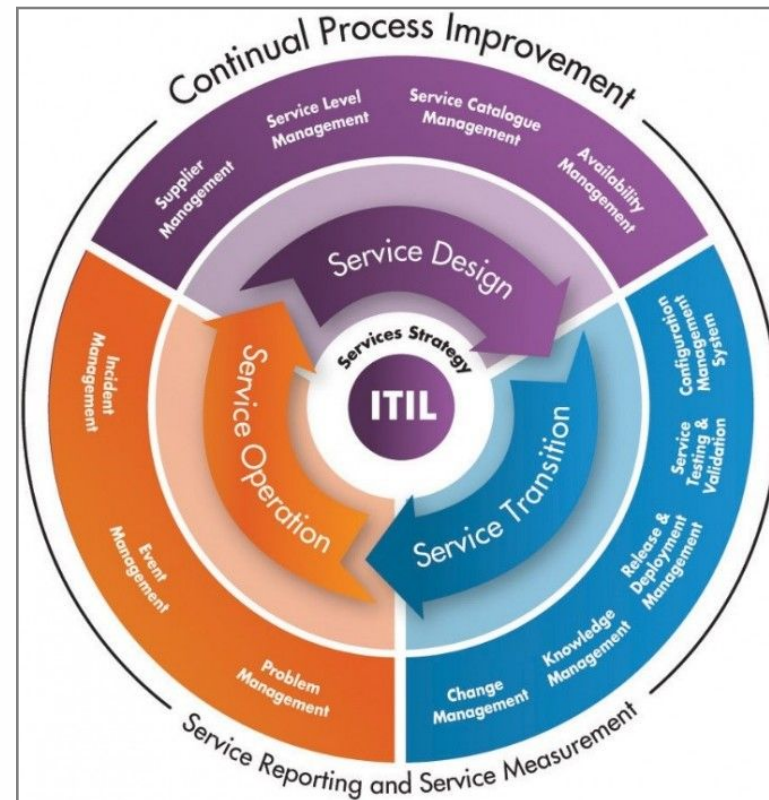 Continual Process Improvement
Supplier
Management
Service Level
Management
Service Catalogue
Management
Availability
Management
Configuration
Management
System
Service
Testing &
Validation
Release &
Deployment
Management
Knowledge
Management
Change
Management
Problem
Management
Event
Management
Incident
Management
Service Design
Service Transition
Service Operation
Services Strategy
ITIL
Service Reporting and Service Measurement